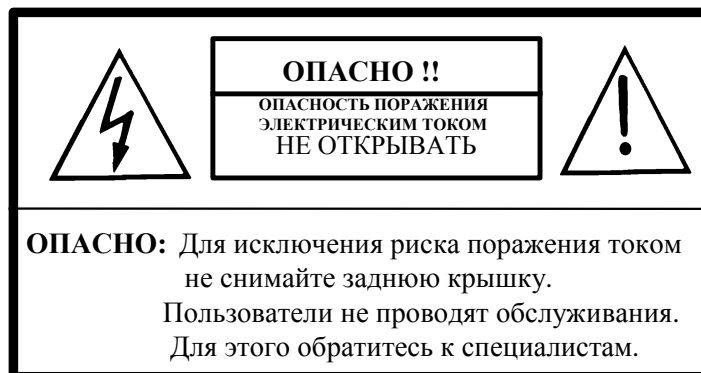 ОПАСНО !!
ОПАСНОСТЬ ПОРАЖЕНИЯ
ЭЛЕКТРИЧЕСКИМ ТОКОМ
НЕ ОТКРЫВАТЬ
ОПАСНО: Для исключения риска поражения током
не снимайте заднюю крышку.
Пользователи не проводят обслуживания.
Для этого обратитесь к специалистам.